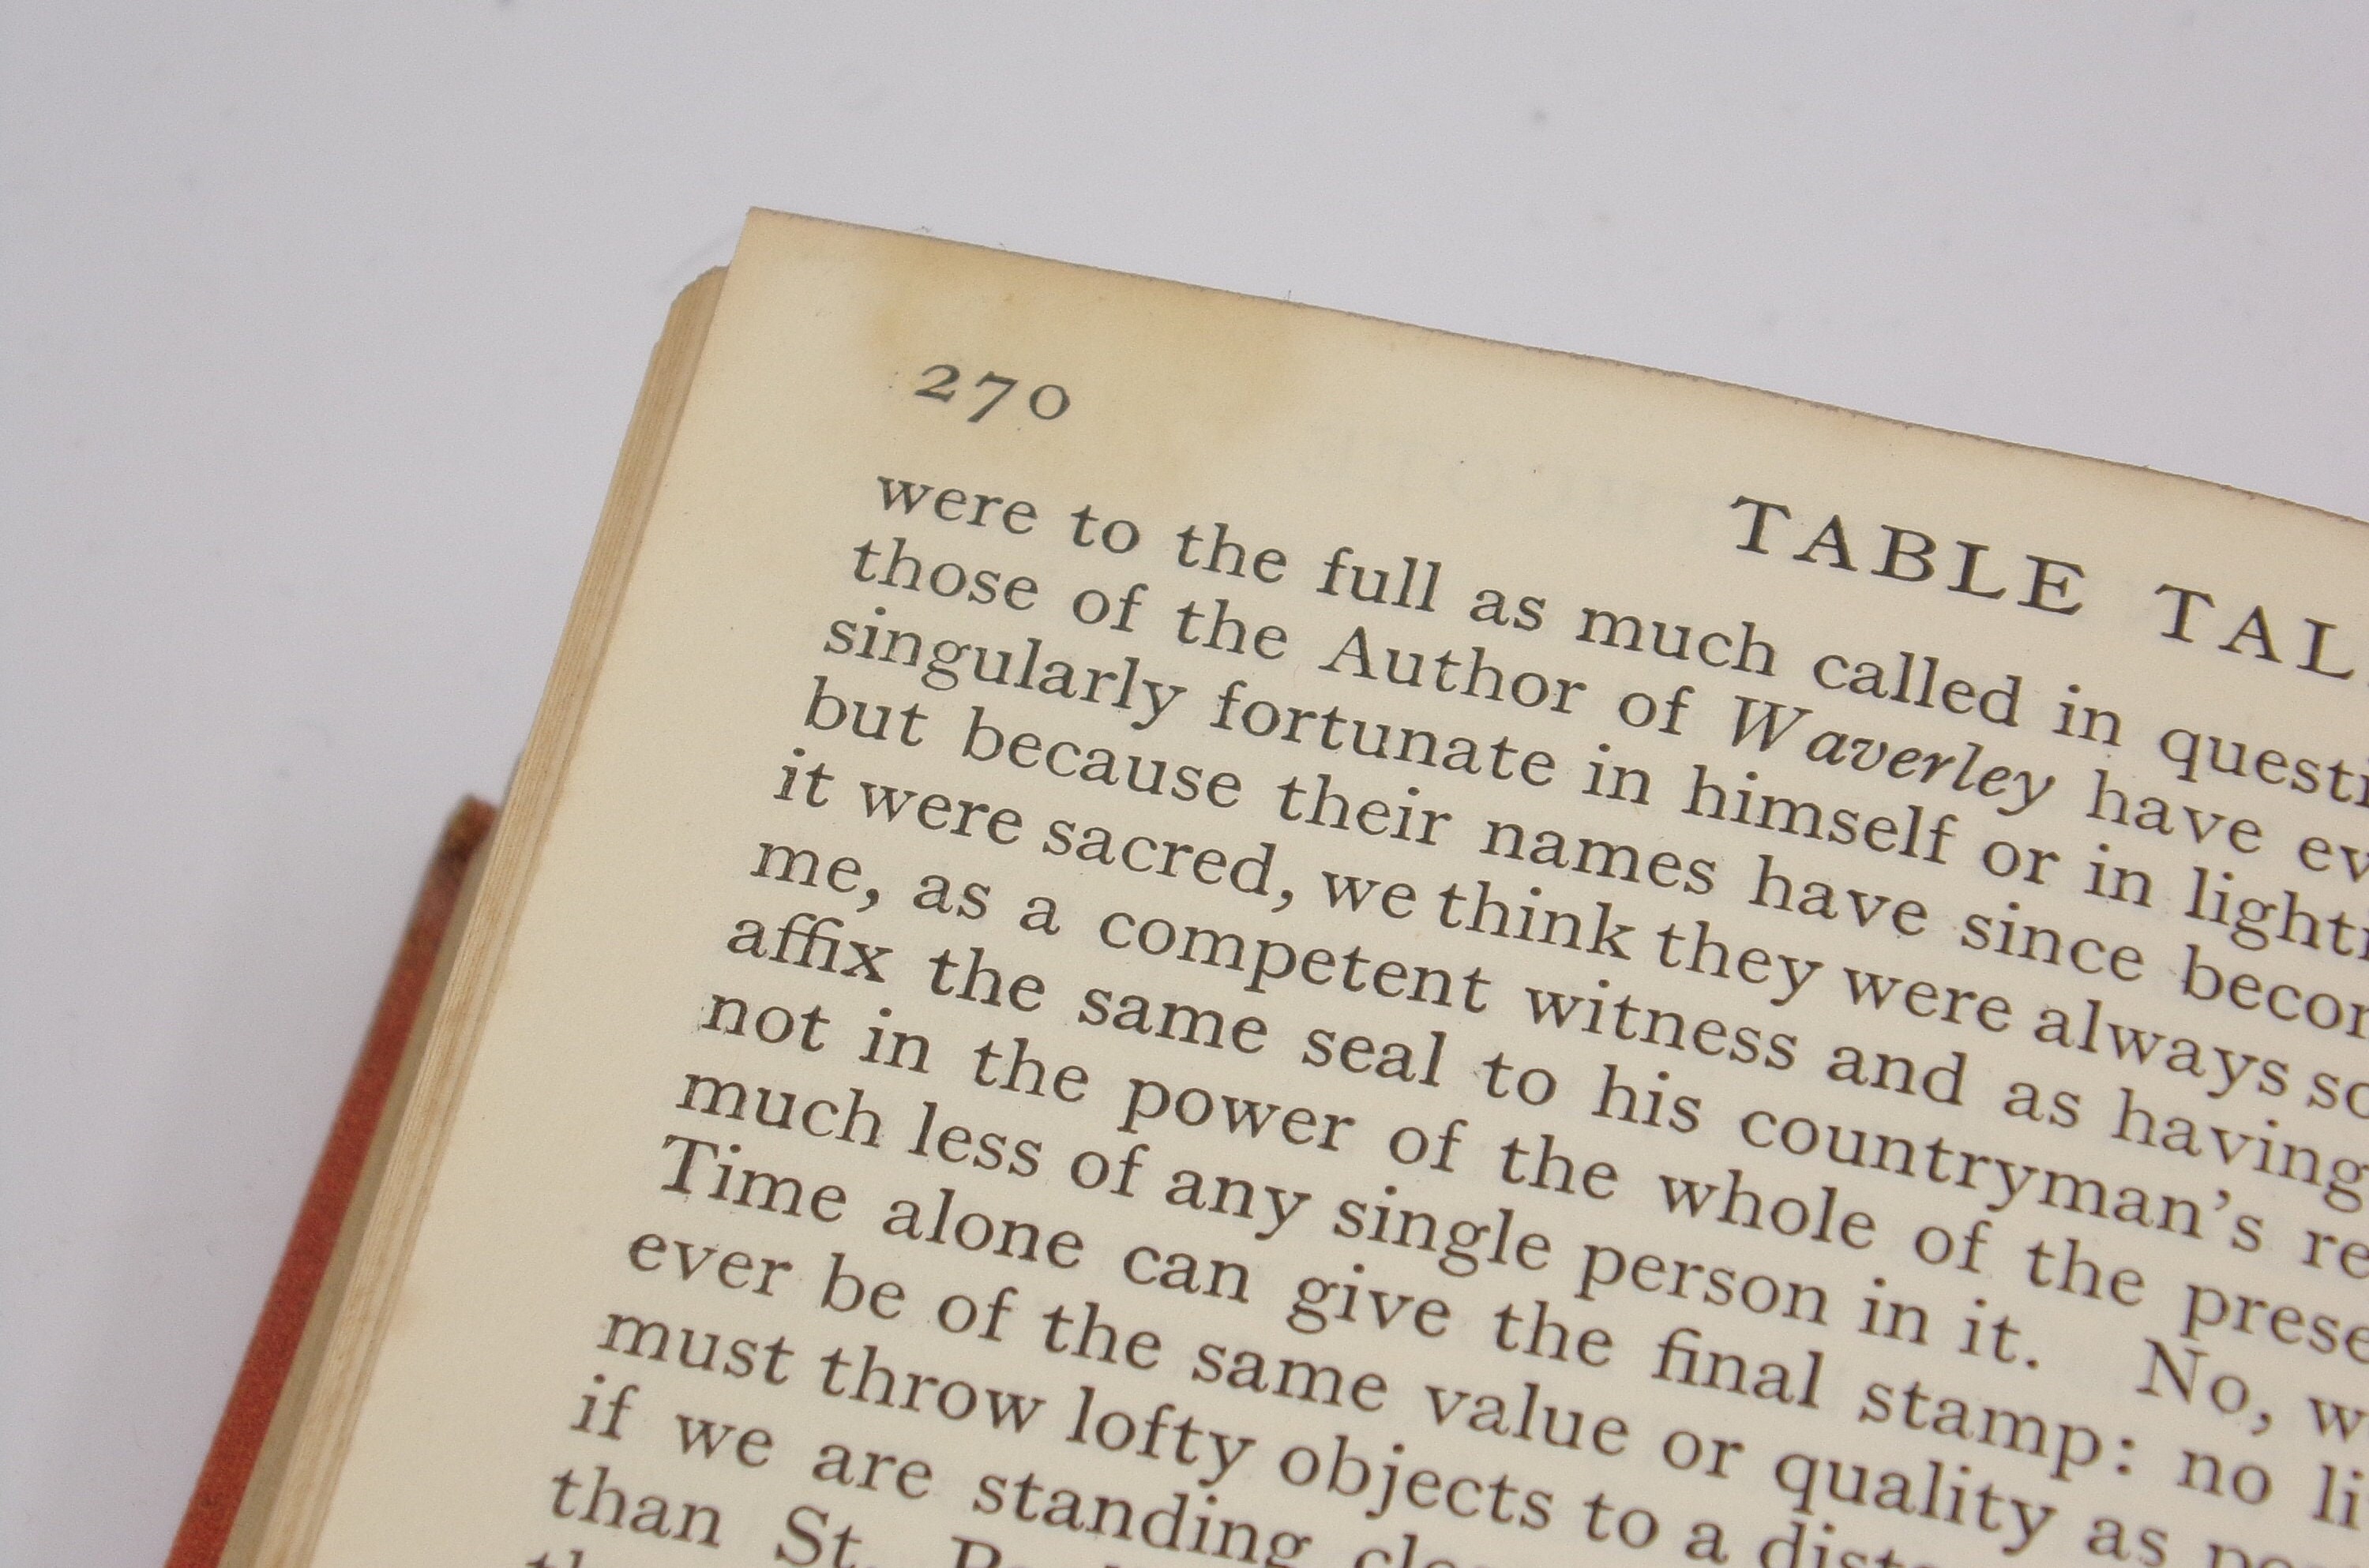 270
TABLE TAL
were to the full as much called in questi
those of the Author of Waverley have ev
singularly fortunate in himself or in light
but because their names have since becom
it were sacred, we think they were always so
me, as a competent witness and as having
affix the same seal to his countryman's re
not in the power of the whole of the prese
much less of any single person in it. No, w
Time alone can give the final stamp: no li
ever be of the same value or quality as po
must throw lofty objects to a dist
if we are standing clo
than St. P